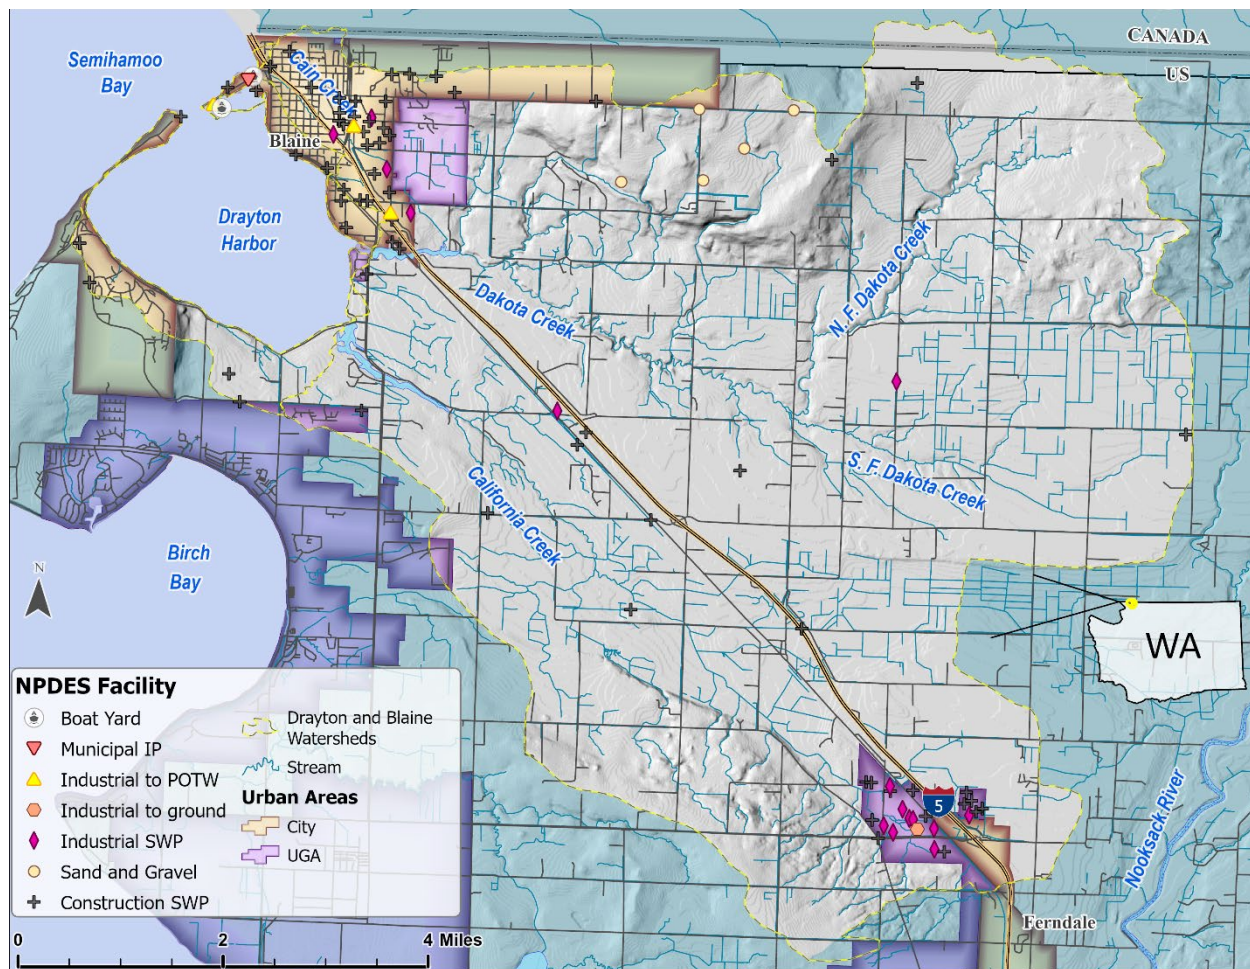 CANADA
US
Semihamoo
Bay
Cain Creek
Blaine
Drayton
Harbor
Dakota Creek
N. F. Dakota Creek
S. F. Dakota Creek
California Creek
Birch
Bay
N
WA
Nooksack River
5
Ferndale
NPDES Facility
Boat Yard
Municipal IP
Industrial to POTW
Industrial to ground
Industrial SWP
Sand and Gravel
Construction SWP
Drayton and Blaine
Watersheds
Stream
Urban Areas
City
UGA
0 2 4 Miles